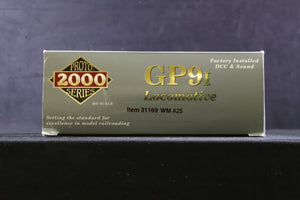 PROTO
2000
SERIES
HO SCALE
Setting the standard for
excellence in model railroading
GP9
Locomotive
Item 31169 WM #25
Factory Installed
DCC & Sound